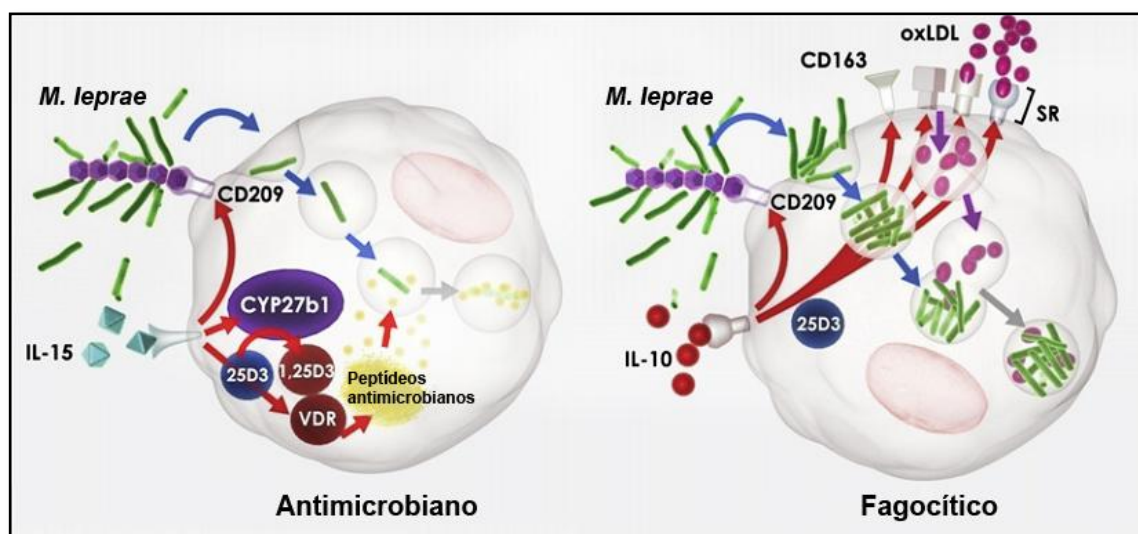 M. leprae
CD209
CYP27b1
IL-15
25D3
1,25D3
VDR
Peptídeos
antimicrobianos
Antimicrobiano
oxLDL
CD163
M. leprae
SR
CD209
25D3
IL-10
Fagocítico